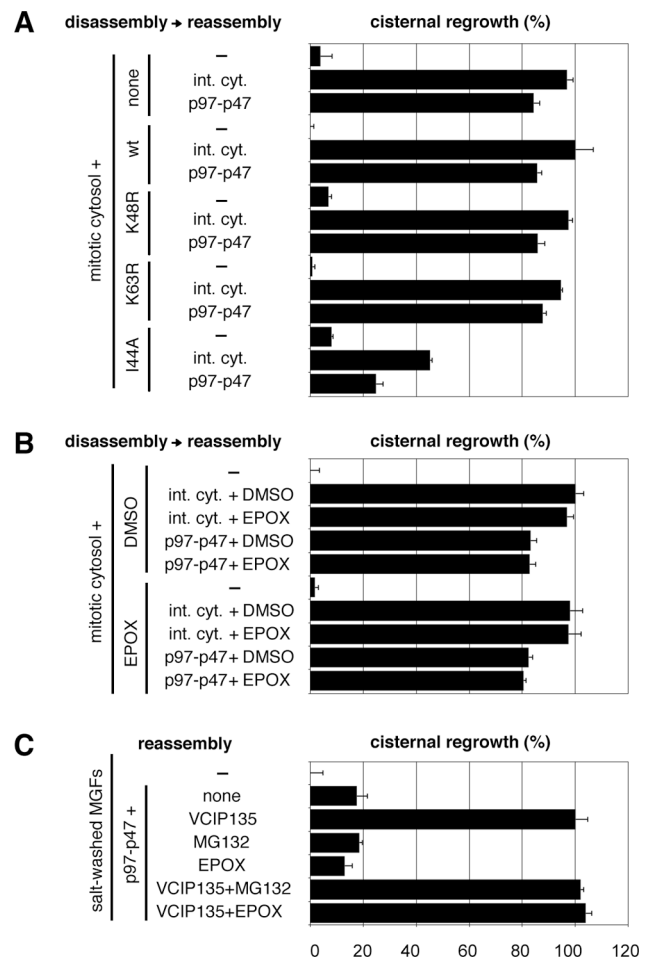 A disassembly → reassembly cisternal regrowth (%)
mitotic cytosol +
none
–
int. cyt.
p97-p47
wt
–
int. cyt.
p97-p47
K48R
–
int. cyt.
p97-p47
K63R
–
int. cyt.
p97-p47
I44A
–
int. cyt.
p97-p47
B disassembly → reassembly cisternal regrowth (%)
mitotic cytosol +
DMSO
–
int. cyt. + DMSO
int. cyt. + EPOX
p97-p47 + DMSO
p97-p47 + EPOX
EPOX
–
int. cyt. + DMSO
int. cyt. + EPOX
p97-p47 + DMSO
p97-p47 + EPOX
C reassembly cisternal regrowth (%)
salt-washed MGFs
–
p97-p47 +
none
VCIP135
MG132
EPOX
VCIP135+MG132
VCIP135+EPOX
0 20 40 60 80 100 120